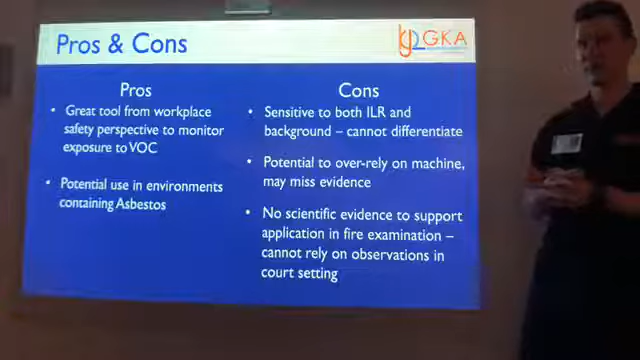 Pros & Cons
GKA
Pros
• Great tool from workplace
safety perspective to monitor
exposure to VOC
• Potential use in environments
containing Asbestos
Cons
• Sensitive to both ILR and
background – cannot differentiate
• Potential to over-rely on machine,
may miss evidence
• No scientific evidence to support
application in fire examination –
cannot rely on observations in
court setting